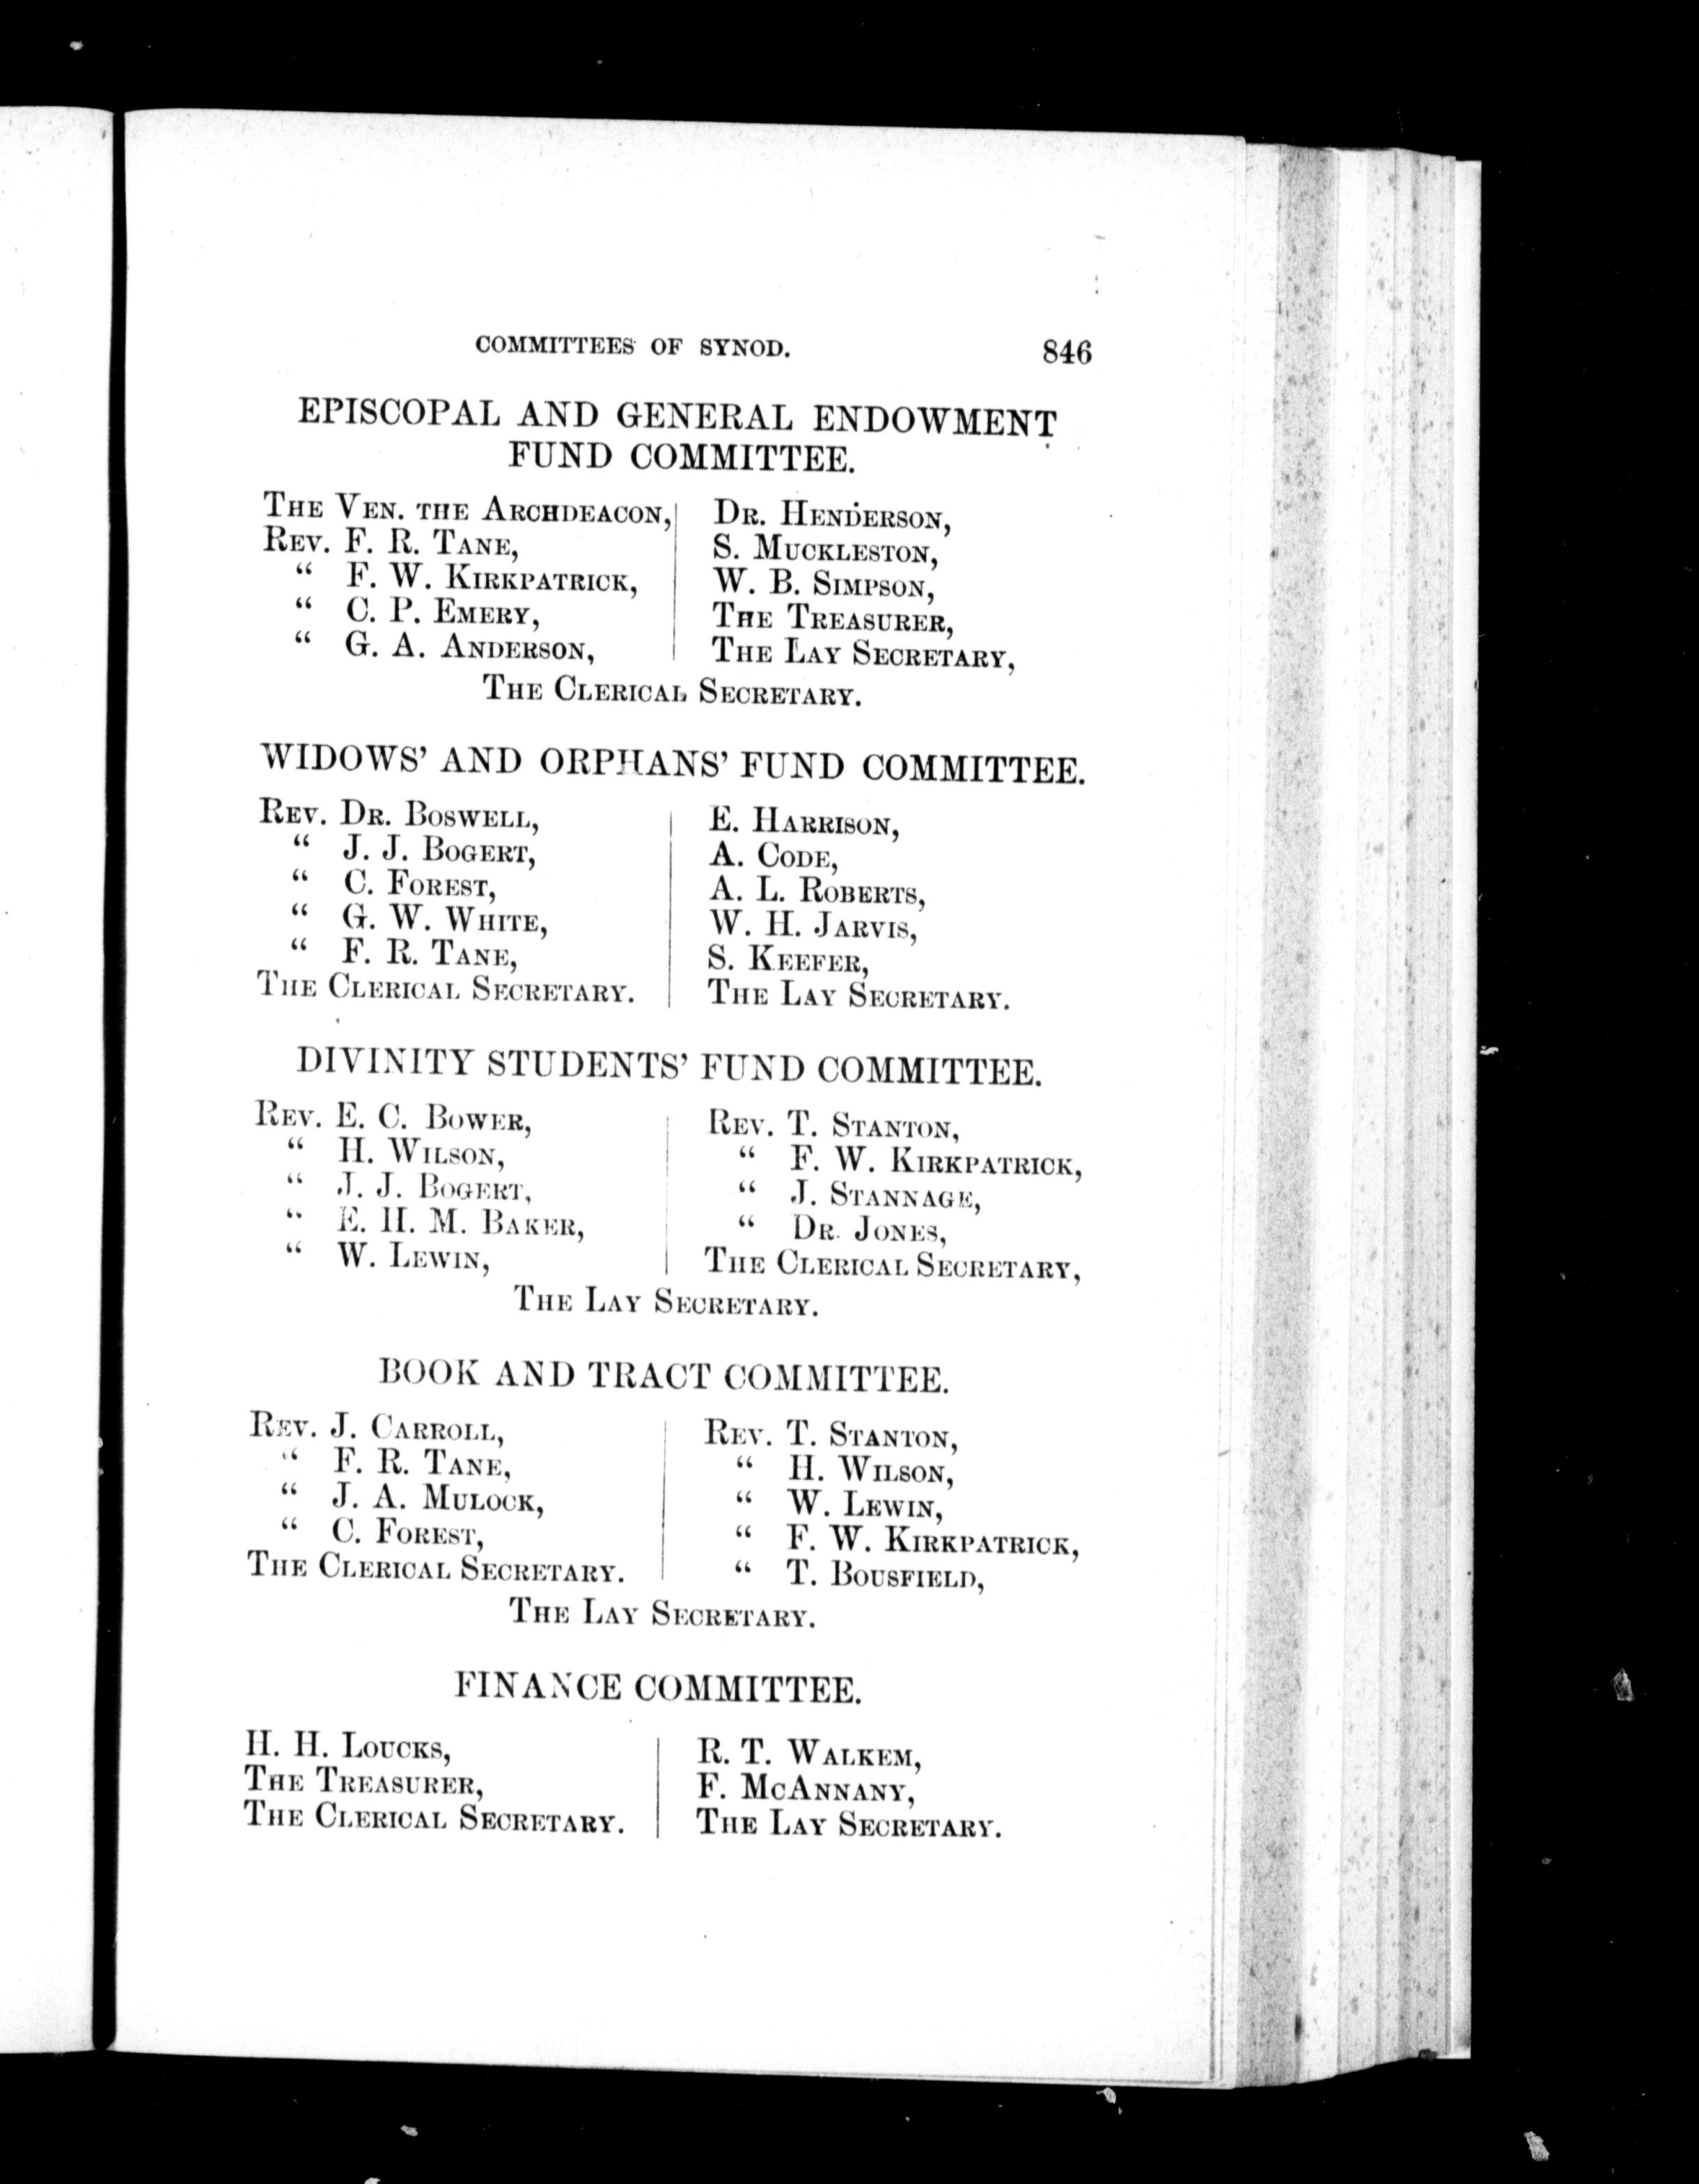 COMMITTEES OF SYNOD. 846
EPISCOPAL AND GENERAL ENDOWMENT
FUND COMMITTEE.
THE VEN. THE ARCHDEACON,
REV. F. R. TANE,
“ F. W. KIRKPATRICK,
“ C. P. EMERY,
“ G. A. ANDERSON,
DR. HENDERSON,
S. MUCKLESTON,
W. B. SIMPSON,
THE TREASURER,
THE LAY SECRETARY,
THE CLERICAL SECRETARY.
WIDOWS’ AND ORPHANS’ FUND COMMITTEE.
REV. DR. BOSWELL,
“ J. J. BOGERT,
“ C. FOREST,
“ G. W. WHITE,
“ F. R. TANE,
THE CLERICAL SECRETARY.
E. HARRISON,
A. CODE,
A. L. ROBERTS,
W. H. JARVIS,
S. KEEFER,
THE LAY SECRETARY.
DIVINITY STUDENTS’ FUND COMMITTEE.
REV. E. C. BOWER,
“ H. WILSON,
“ J. J. BOGERT,
“ E. H. M. BAKER,
“ W. LEWIN,
REV. T. STANTON,
“ F. W. KIRKPATRICK,
“ J. STANNAGE,
“ DR. JONES,
THE CLERICAL SECRETARY,
THE LAY SECRETARY.
BOOK AND TRACT COMMITTEE.
REV. J. CARROLL,
“ F. R. TANE,
“ J. A. MULOCK,
“ C. FOREST,
THE CLERICAL SECRETARY.
REV. T. STANTON,
“ H. WILSON,
“ W. LEWIN,
“ F. W. KIRKPATRICK,
“ T. BOUSFIELD,
THE LAY SECRETARY.
FINANCE COMMITTEE.
H. H. LOUCKS,
THE TREASURER,
THE CLERICAL SECRETARY.
R. T. WALKEM,
F. MCANNANY,
THE LAY SECRETARY.